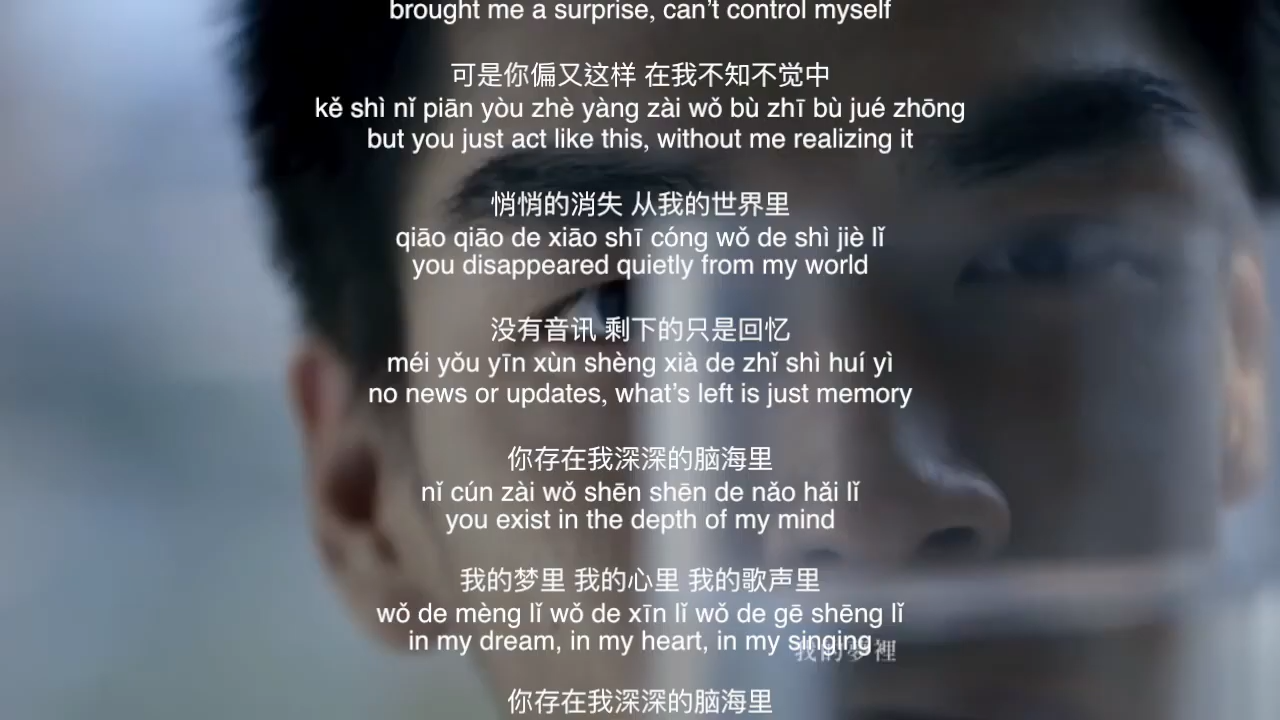 brought me a surprise, can't control myself
可是你偏又这样 在我不知不觉中
kě shì nǐ piān yòu zhè yàng zài wǒ bù zhī bù jué zhōng
but you just act like this, without me realizing it
悄悄的消失 从我的世界里
qiāo qiāo de xiāo shī cóng wǒ de shì jiè lǐ
you disappeared quietly from my world
没有音讯 剩下的只是回忆
méi yǒu yīn xùn shèng xià de zhǐ shì huí yì
no news or updates, what's left is just memory
你存在我深深的脑海里
nǐ cún zài wǒ shēn shēn de nǎo hǎi lǐ
you exist in the depth of my mind
我的梦里 我的心里 我的歌声里
wǒ de mèng lǐ wǒ de xīn lǐ wǒ de gē shēng lǐ
in my dream, in my heart, in my singing
我的夢裡
你存在我深深的脑海里